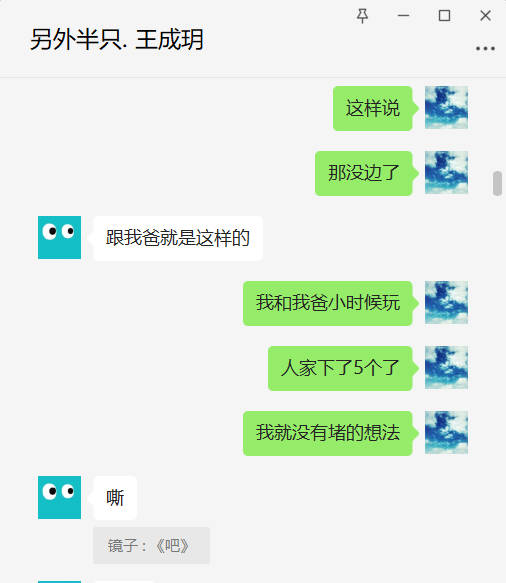 另外半只. 王成玥
这样说
那没边了
跟我爸就是这样的
我和我爸小时候玩
人家下了5个了
我就没有堵的想法
嘶
镜子：《吧》